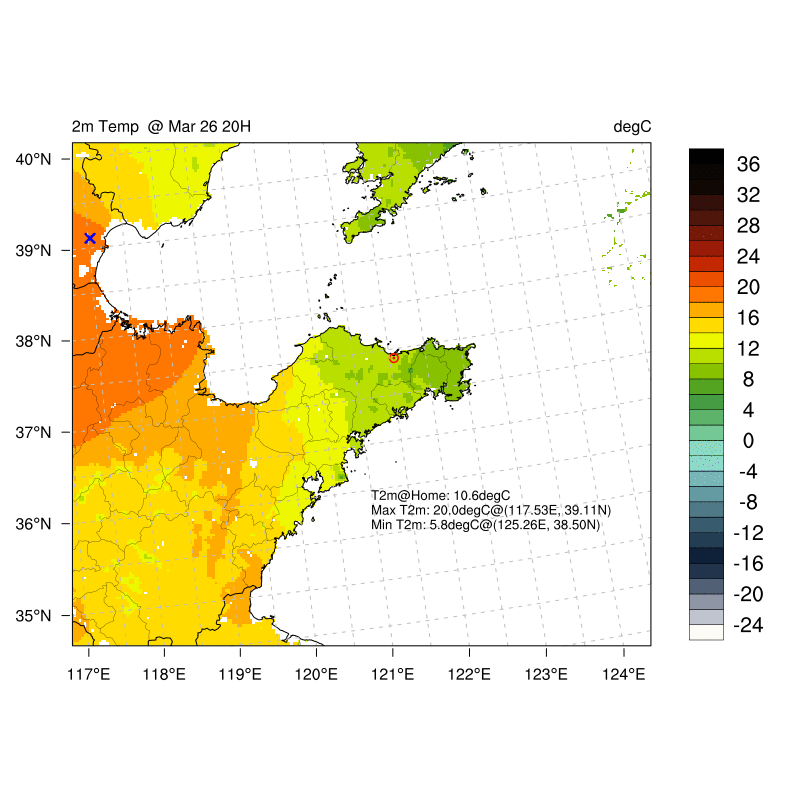 2m Temp @ Mar 26 20H
degC
40°N
39°N
38°N
37°N
36°N
35°N
117°E
118°E
119°E
120°E
121°E
122°E
123°E
124°E
T2m@Home: 10.6degC
Max T2m: 20.0degC@(117.53E, 39.11N)
Min T2m: 5.8degC@(125.26E, 38.50N)
36
32
28
24
20
16
12
8
4
0
-4
-8
-12
-16
-20
-24